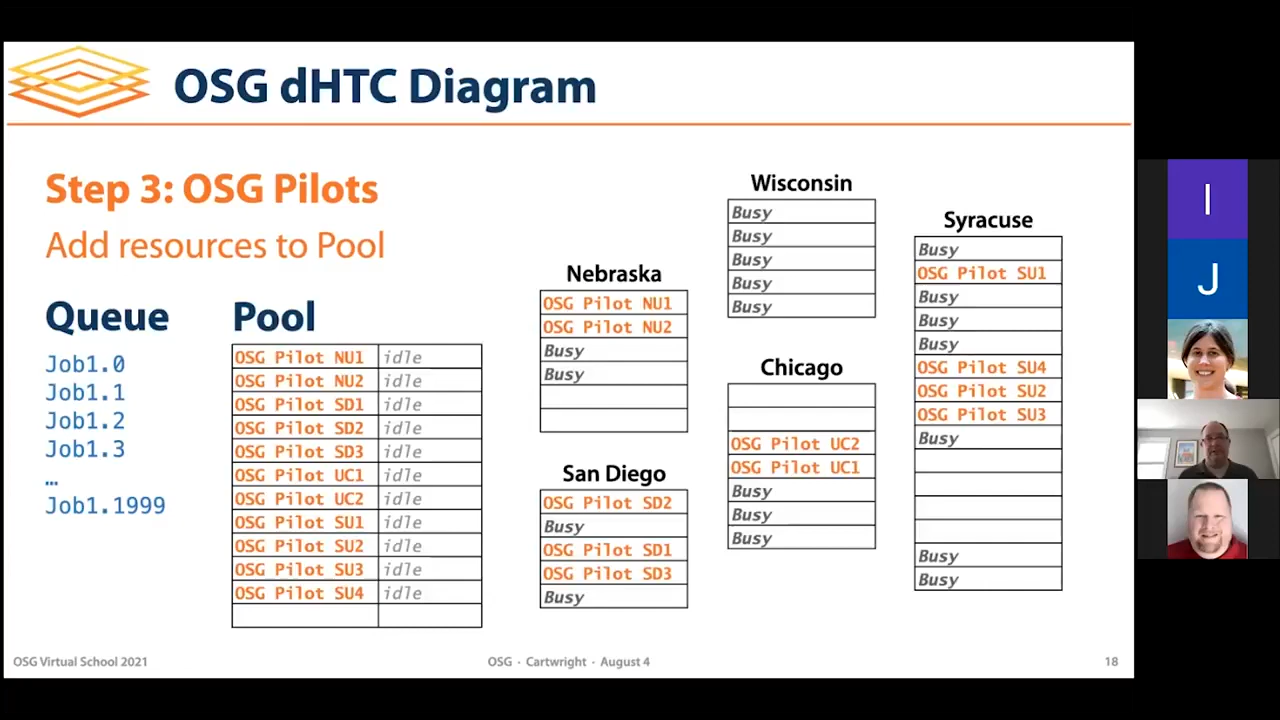 OSG dHTC Diagram
Step 3: OSG Pilots
Add resources to Pool
Queue
Job1.0
Job1.1
Job1.2
Job1.3
…
Job1.1999
Pool
OSG Pilot NU1 idle
OSG Pilot NU2 idle
OSG Pilot SD1 idle
OSG Pilot SD2 idle
OSG Pilot SD3 idle
OSG Pilot UC1 idle
OSG Pilot UC2 idle
OSG Pilot SU1 idle
OSG Pilot SU2 idle
OSG Pilot SU3 idle
OSG Pilot SU4 idle
Nebraska
OSG Pilot NU1
OSG Pilot NU2
Busy
Busy
San Diego
OSG Pilot SD2
Busy
OSG Pilot SD1
OSG Pilot SD3
Busy
Wisconsin
Busy
Busy
Busy
Busy
Busy
Chicago
OSG Pilot UC2
OSG Pilot UC1
Busy
Busy
Busy
Syracuse
Busy
OSG Pilot SU1
Busy
Busy
Busy
OSG Pilot SU4
OSG Pilot SU2
OSG Pilot SU3
Busy
Busy
Busy
OSG Virtual School 2021
OSG · Cartwright · August 4
18
I
J